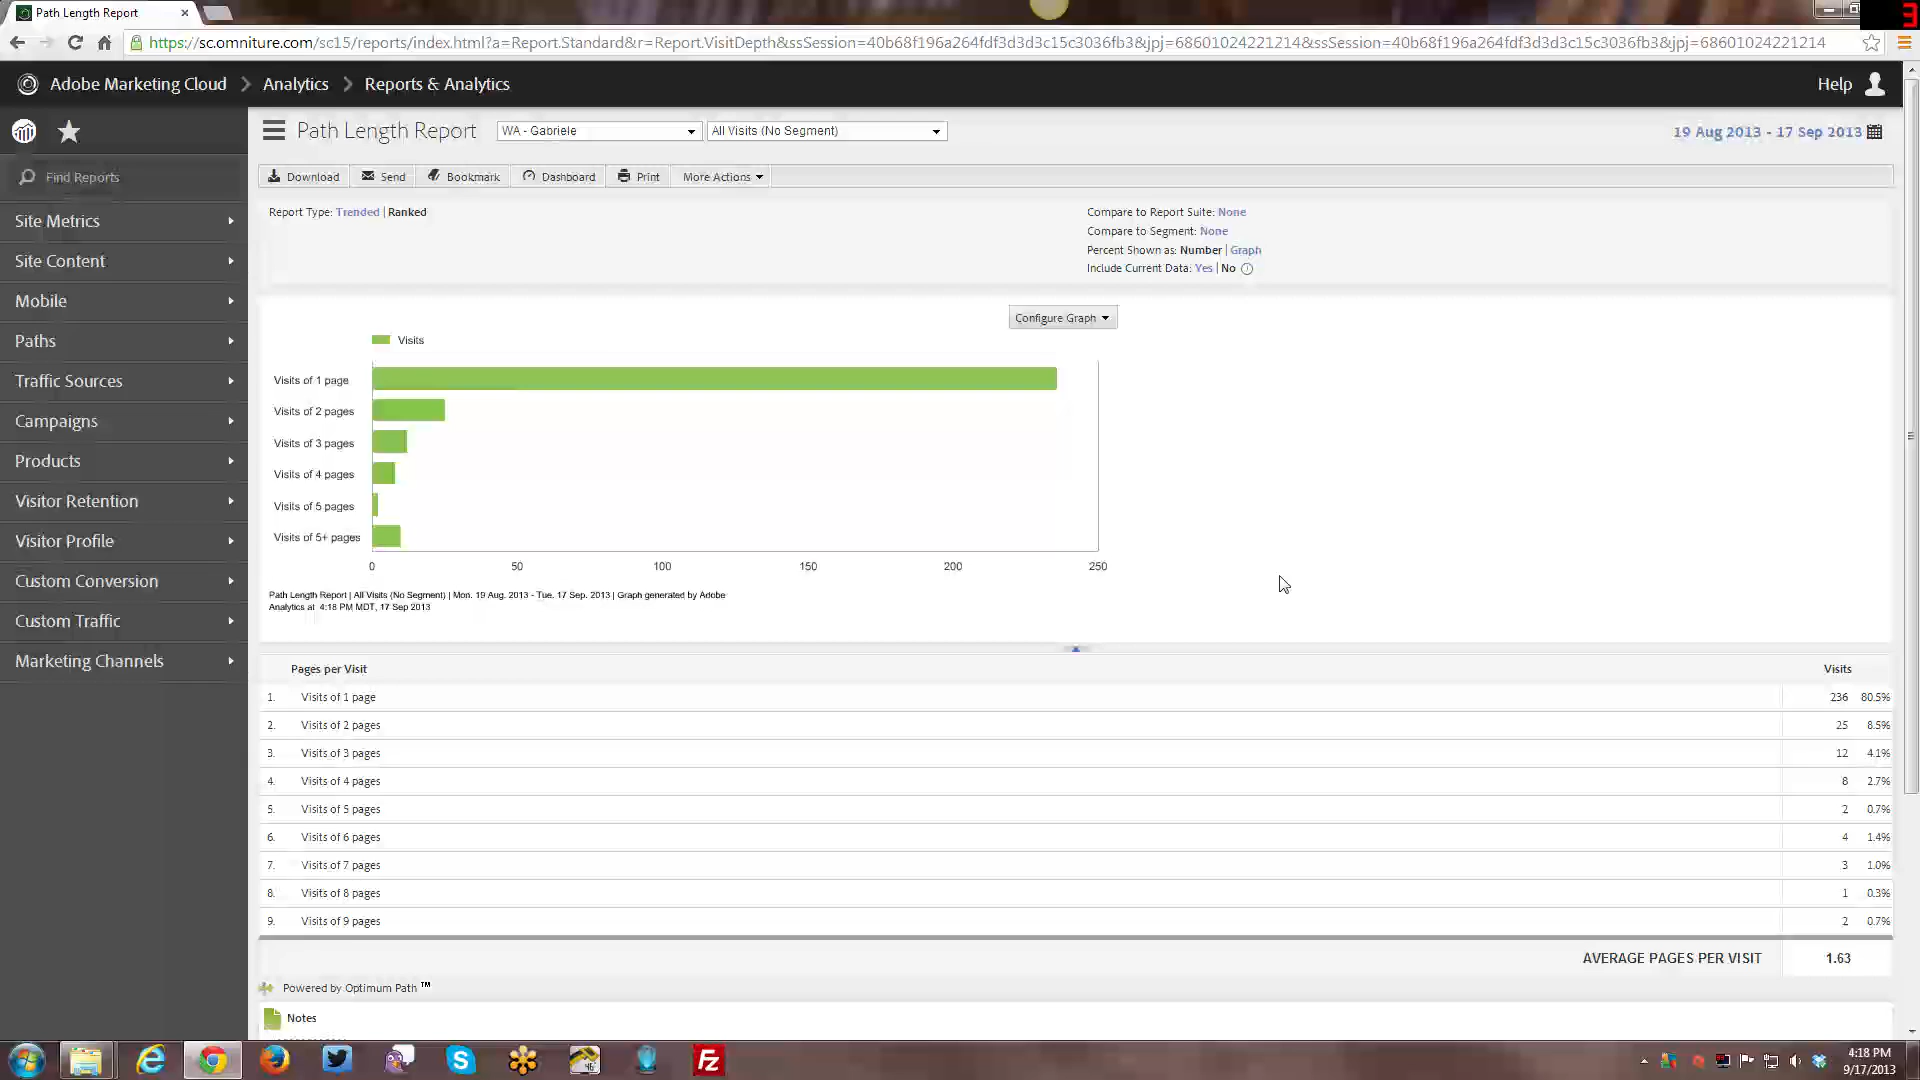 Path Length Report
3
https://sc.omniture.com/sc15/reports/index.html?a=Report.Standard&r=Report.VisitDepth&ssSession=40b68f196a264fdf3d3d3c15c3036fb3&jpj=68601024221214&ssSession=40b68f196a264fdf3d3d3c15c3036fb3&jpj=68601024221214
Adobe Marketing Cloud > Analytics > Reports & Analytics
Help
Path Length Report
WA - Gabriele
All Visits (No Segment)
19 Aug 2013 - 17 Sep 2013
Find Reports
Site Metrics
Site Content
Mobile
Paths
Traffic Sources
Campaigns
Products
Visitor Retention
Visitor Profile
Custom Conversion
Custom Traffic
Marketing Channels
Download Send Bookmark Dashboard Print More Actions
Report Type: Trended | Ranked
Compare to Report Suite: None
Compare to Segment: None
Percent Shown as: Number | Graph
Include Current Data: Yes | No
Configure Graph
Visits
Visits of 1 page
Visits of 2 pages
Visits of 3 pages
Visits of 4 pages
Visits of 5 pages
Visits of 5+ pages
0 50 100 150 200 250
Path Length Report | All Visits (No Segment) | Mon. 19 Aug. 2013 - Tue. 17 Sep. 2013 | Graph generated by Adobe
Analytics at 4:18 PM MDT, 17 Sep 2013
Pages per Visit Visits
1. Visits of 1 page 236 80.5%
2. Visits of 2 pages 25 8.5%
3. Visits of 3 pages 12 4.1%
4. Visits of 4 pages 8 2.7%
5. Visits of 5 pages 2 0.7%
6. Visits of 6 pages 4 1.4%
7. Visits of 7 pages 3 1.0%
8. Visits of 8 pages 1 0.3%
9. Visits of 9 pages 2 0.7%
AVERAGE PAGES PER VISIT 1.63
Powered by Optimum Path ™
Notes
Fz
4:18 PM
9/17/2013